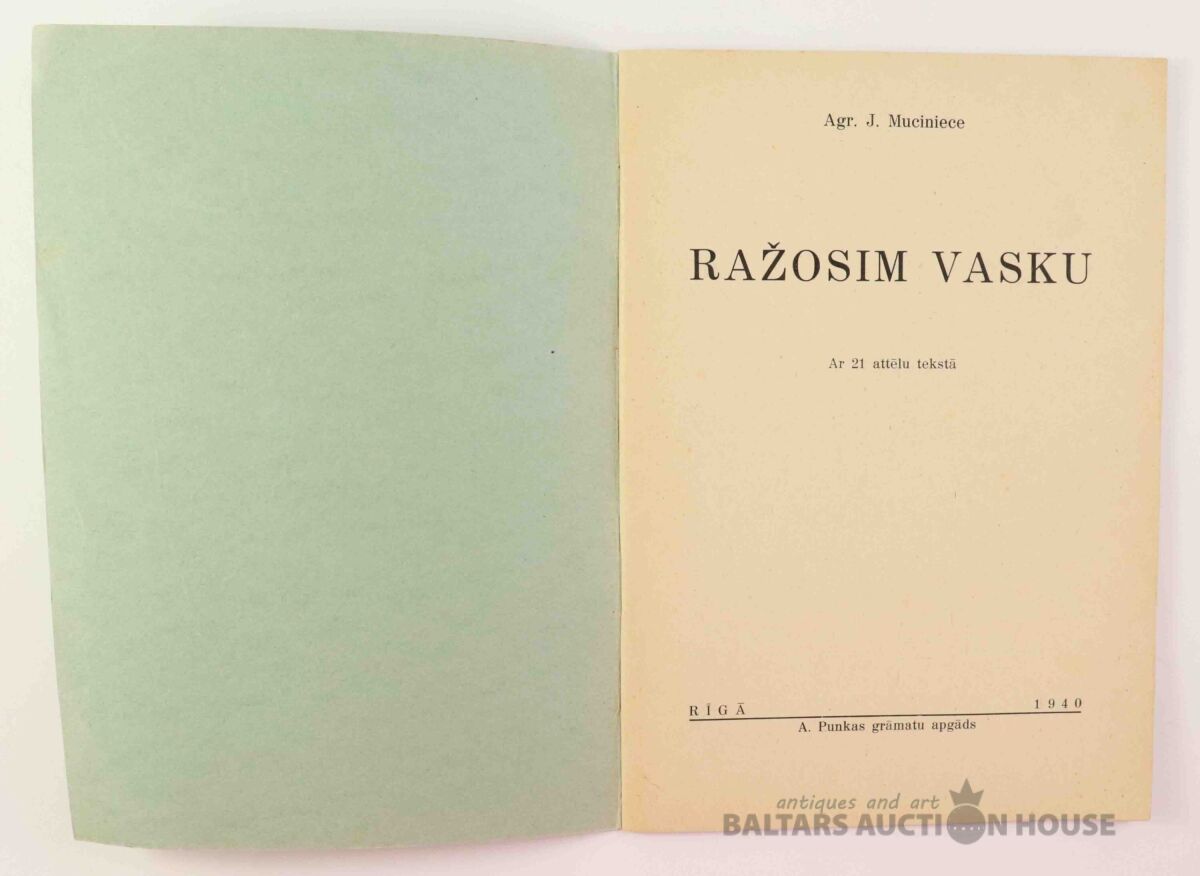 Agr. J. Muciniece
RAŽOSIM VASKU
Ar 21 attēlu tekstā
RĪGĀ 1940
A. Punkas grāmatu apgāds
antiques and art
BALTARS AUCTION HOUSE